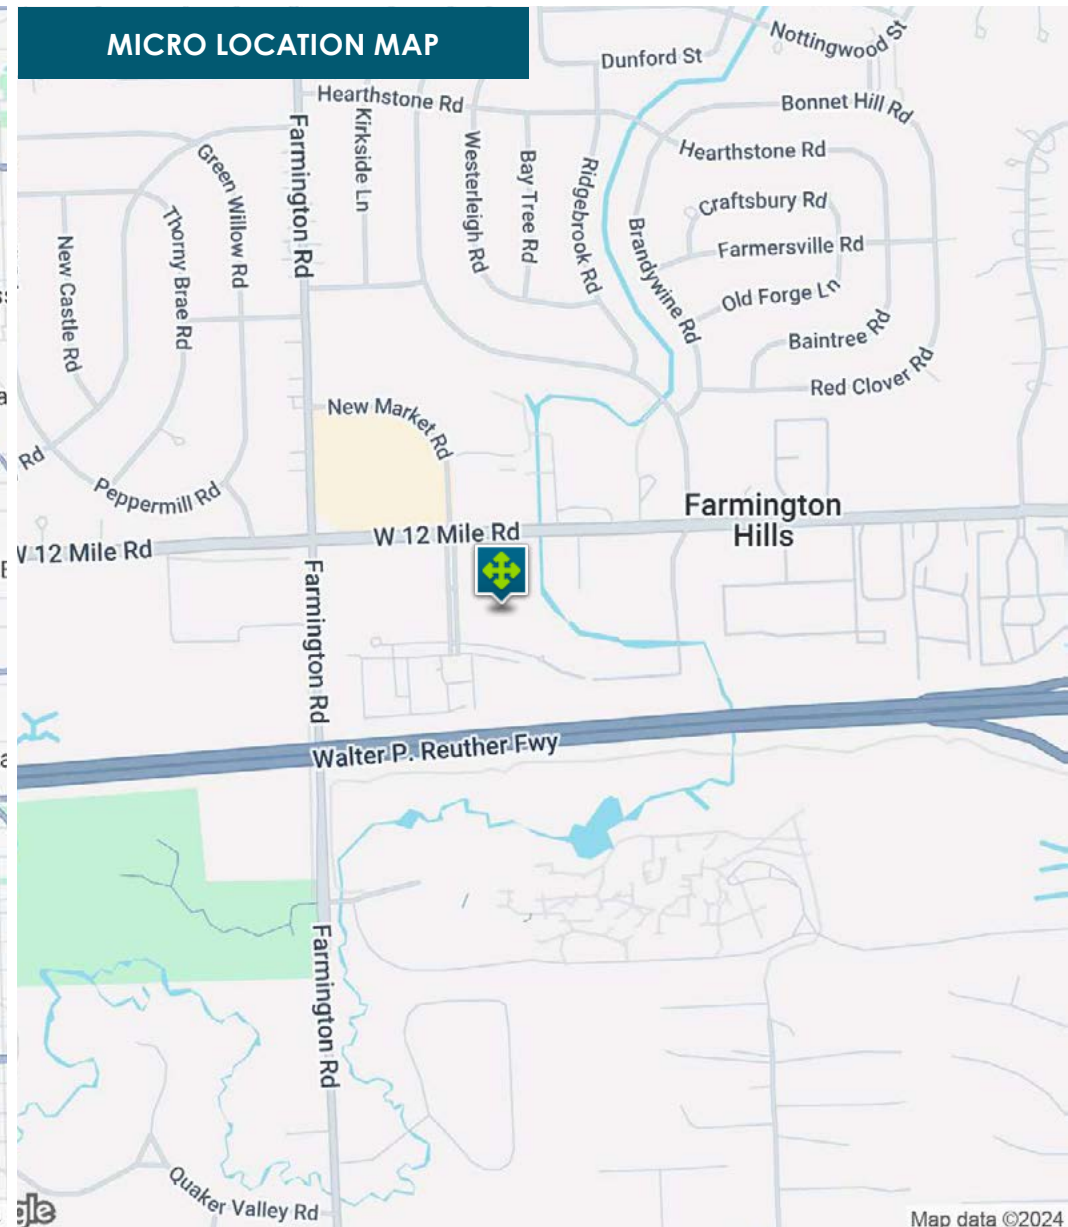 MICRO LOCATION MAP
Nottingwood St
Dunford St
Hearthstone Rd
Bonnet Hill Rd
Farmington Rd
Kirkside Ln
Westerleigh Rd
Bay Tree Rd
Ridgebrook Rd
Hearthstone Rd
Green Willow Rd
Craftsbury Rd
Thorny Brae Rd
Brandywine Rd
Farmersville Rd
New Castle Rd
Old Forge Ln
Baintree Rd
Red Clover Rd
New Market Rd
Rd
Peppermill Rd
Farmington
Hills
W 12 Mile Rd
W 12 Mile Rd
Farmington Rd
Walter P. Reuther Fwy
Farmington Rd
Quaker Valley Rd
gle
Map data ©2024